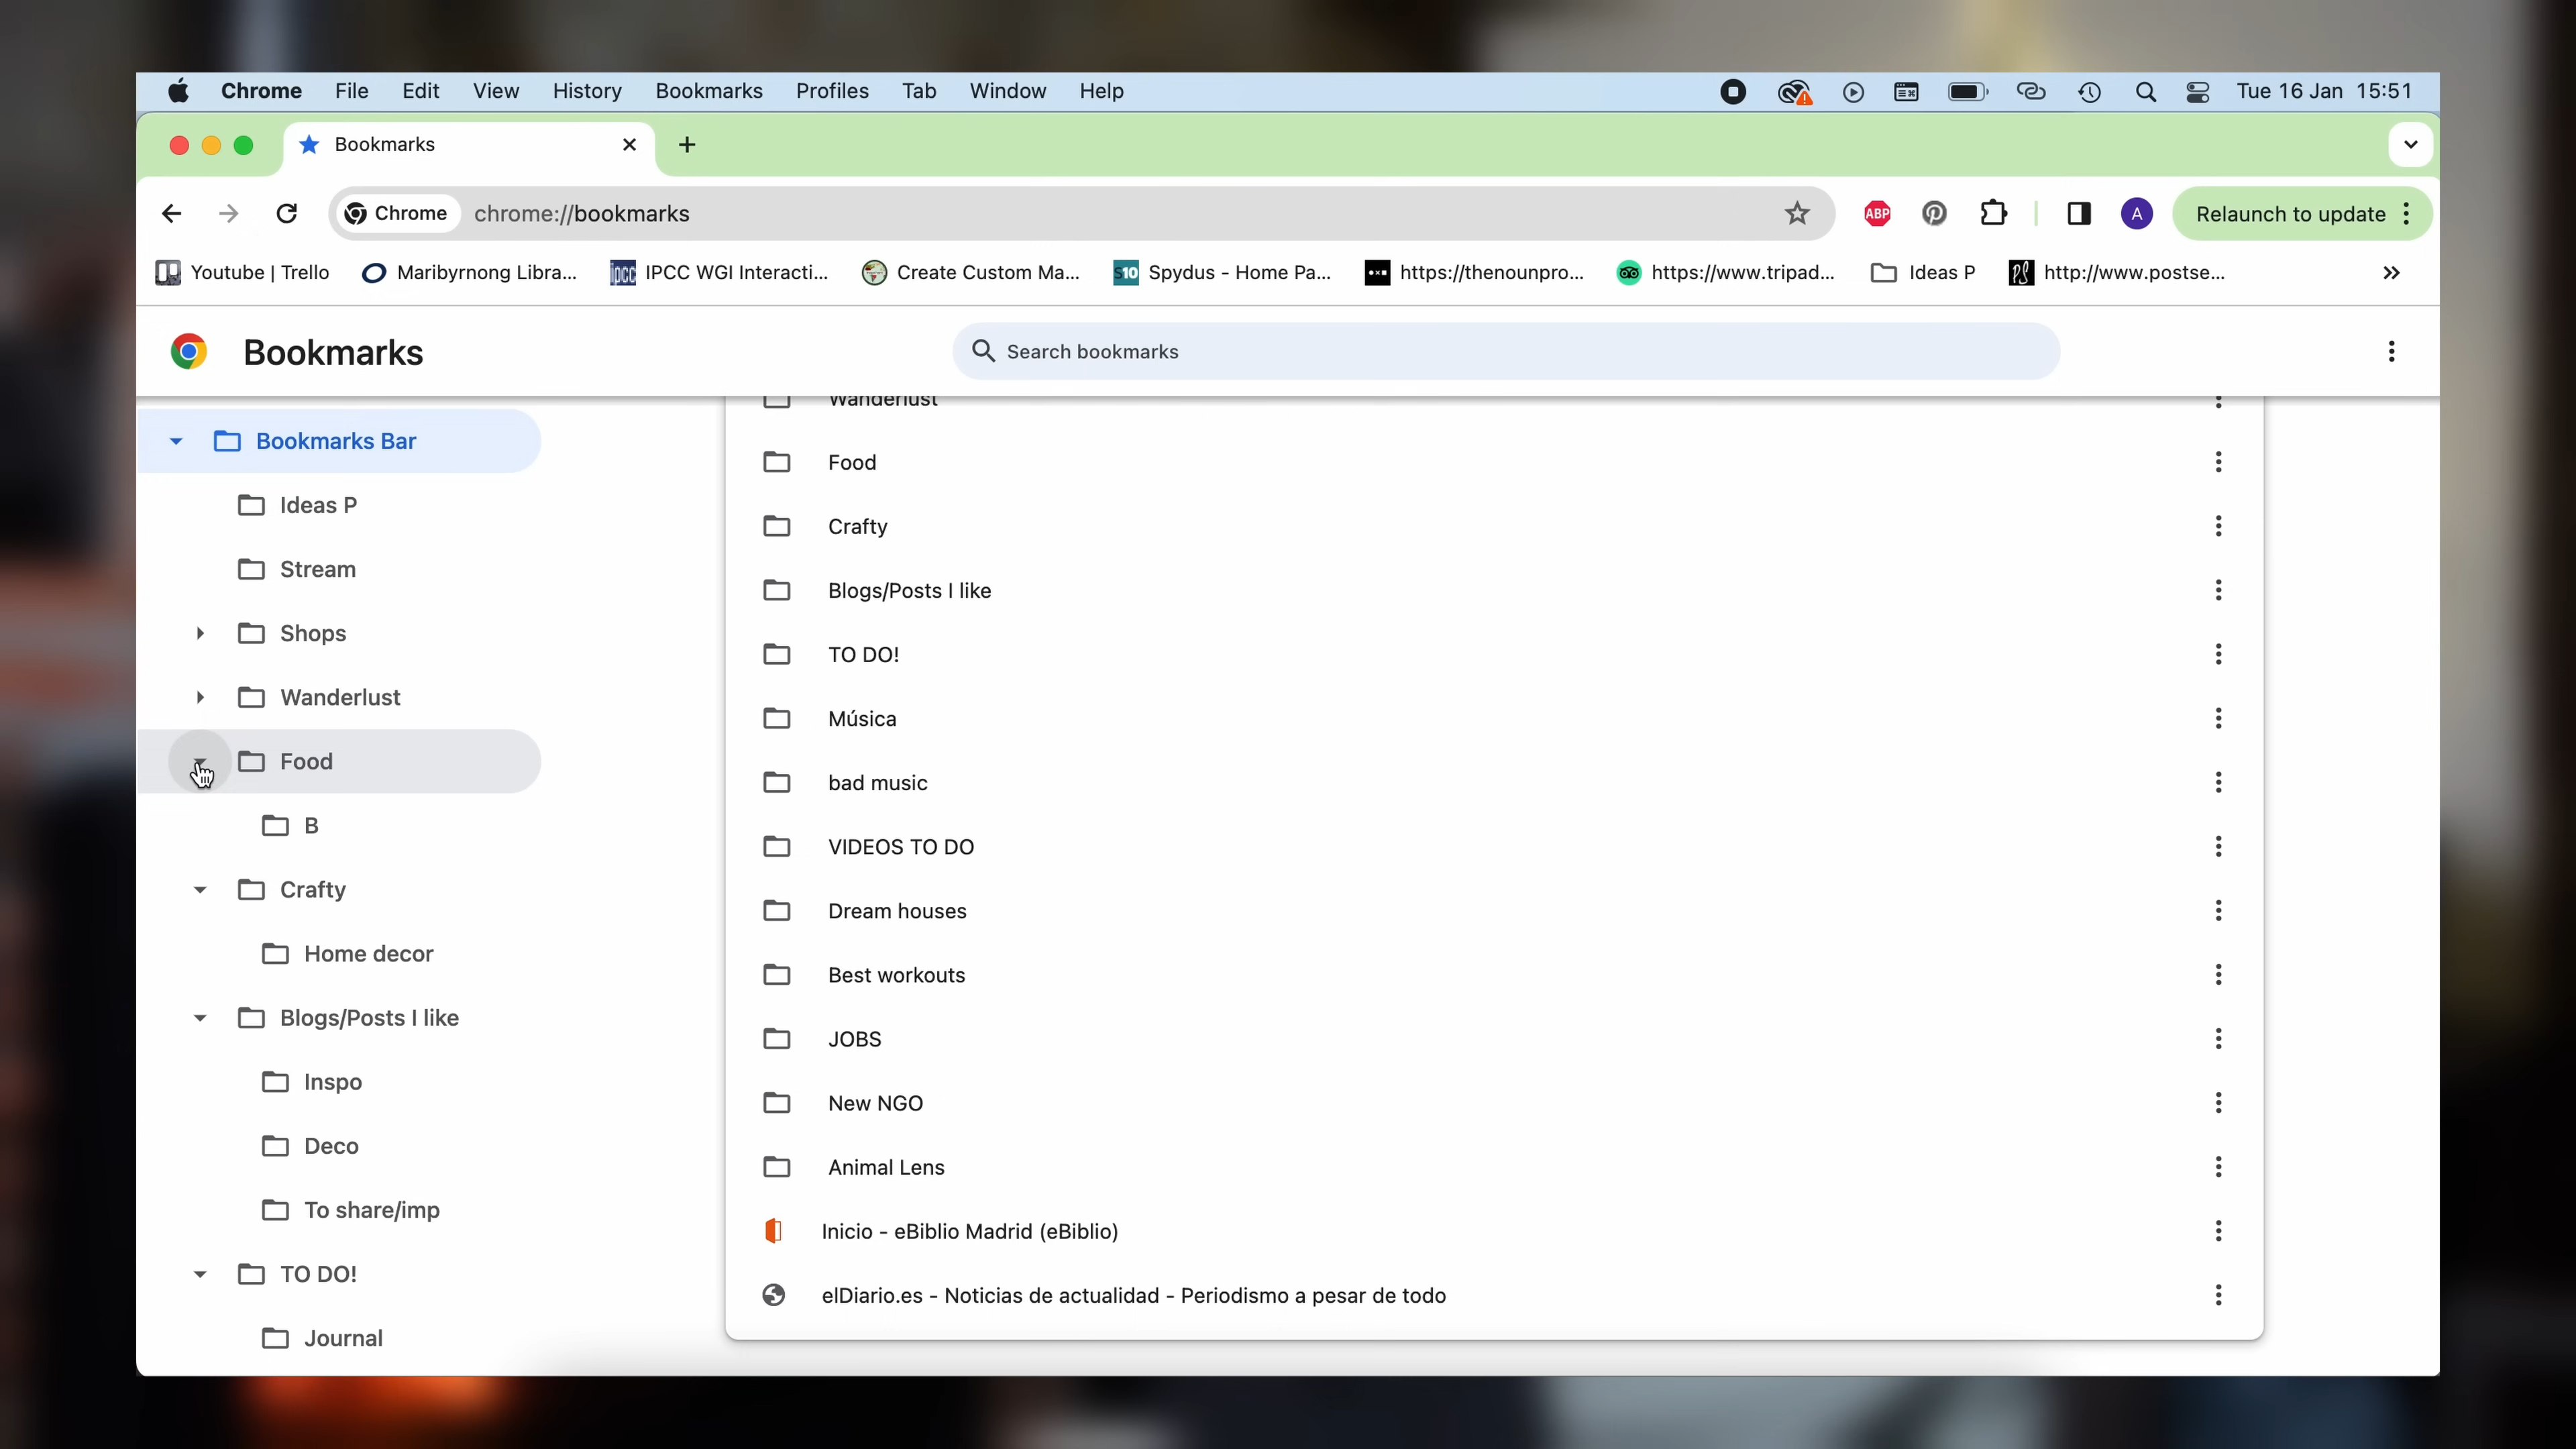 Chrome File Edit View History Bookmarks Profiles Tab Window Help Tue 16 Jan 15:51
Bookmarks
Chrome chrome://bookmarks ABP A Relaunch to update
Youtube | Trello Maribyrnong Libra... ipcc IPCC WGI Interacti... Create Custom Ma... S10 Spydus - Home Pa... https://thenounpro... https://www.tripad... Ideas P PS http://www.postse...
Bookmarks Search bookmarks
Bookmarks Bar
Ideas P
Stream
Shops
Wanderlust
Food
B
Crafty
Home decor
Blogs/Posts I like
Inspo
Deco
To share/imp
TO DO!
Journal
Wanderlust
Food
Crafty
Blogs/Posts I like
TO DO!
Música
bad music
VIDEOS TO DO
Dream houses
Best workouts
JOBS
New NGO
Animal Lens
Inicio - eBiblio Madrid (eBiblio)
elDiario.es - Noticias de actualidad - Periodismo a pesar de todo